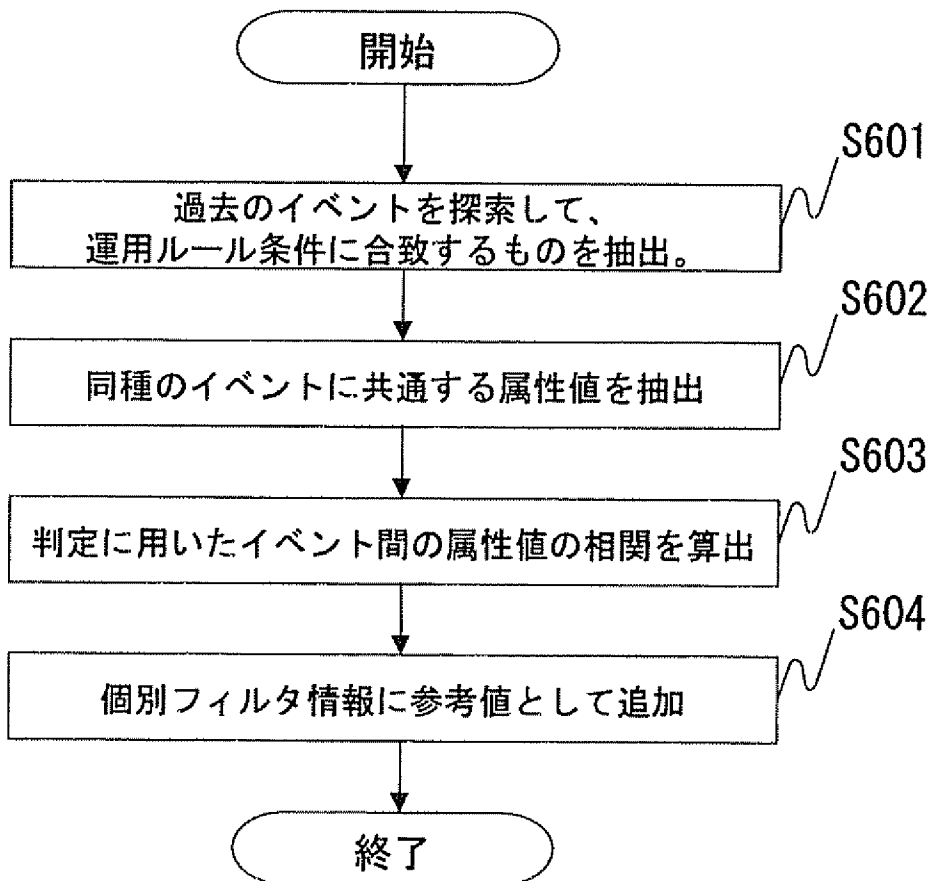 開始
S601
過去のイベントを探索して、
運用ルール条件に合致するものを抽出。
S602
同種のイベントに共通する属性値を抽出
S603
判定に用いたイベント間の属性値の相関を算出
S604
個別フィルタ情報に参考値として追加
終了